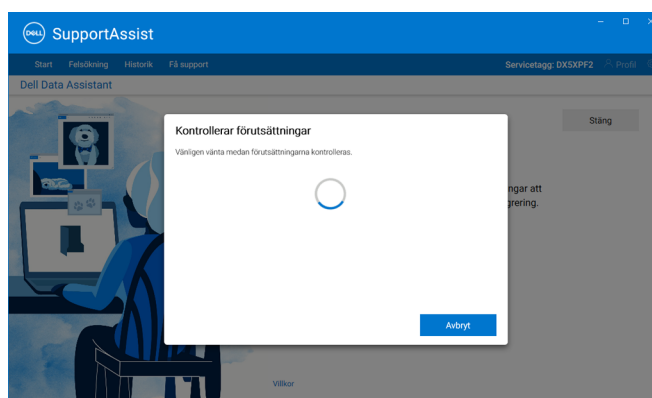 DELL SupportAssist
Start Felsökning Historik Få support Servicetagg: DX5XPF2 Profil
Dell Data Assistant
Stäng
Kontrollerar förutsättningar
Vänligen vänta medan förutsättningarna kontrolleras.
ngar att
grering.
Avbryt
Villkor